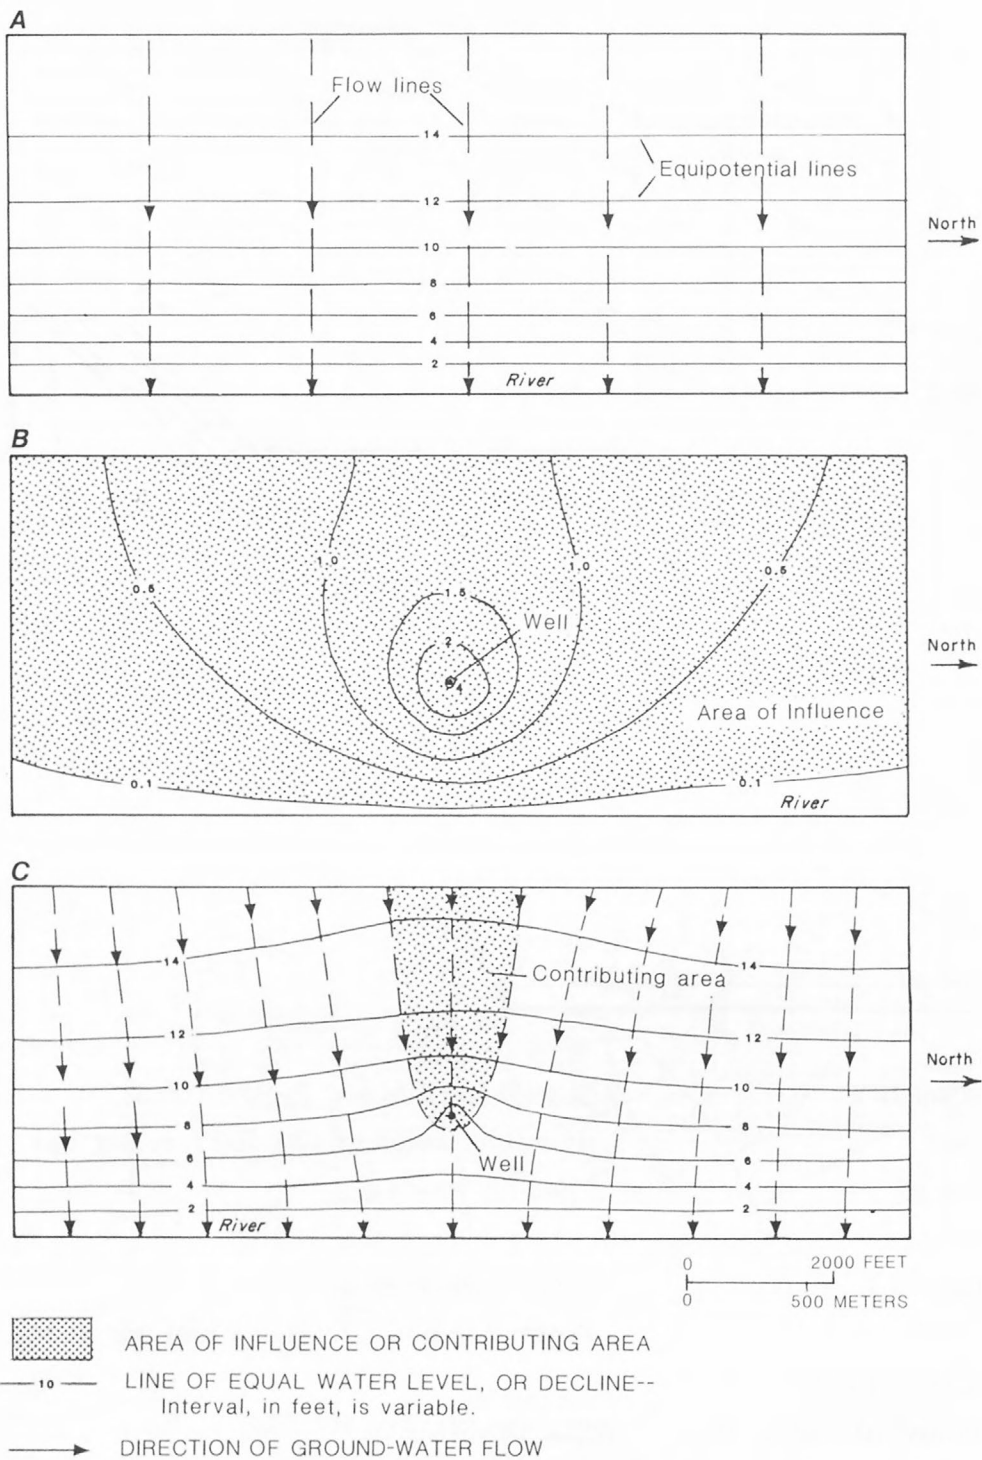 A
Flow lines
14
Equipotential lines
12
North
10
8
6
4
2
River
B
1.0
1.0
0.5
1.5
0.5
Well
2
North
4
Area of Influence
0.1
0.1
River
C
14
14
Contributing area
12
12
North
10
10
8
8
6
6
Well
4
4
2
2
River
0 2000 FEET
0 500 METERS
AREA OF INFLUENCE OR CONTRIBUTING AREA
10 LINE OF EQUAL WATER LEVEL, OR DECLINE--
Interval, in feet, is variable.
DIRECTION OF GROUND-WATER FLOW